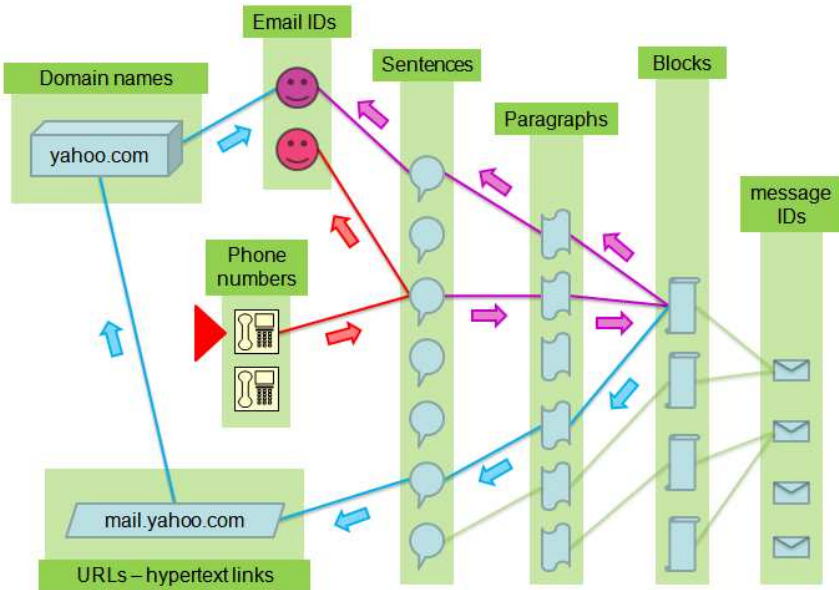 Email IDs
Domain names
Sentences
Blocks
Paragraphs
yahoo.com
message
IDs
Phone
numbers
mail.yahoo.com
URLs – hypertext links